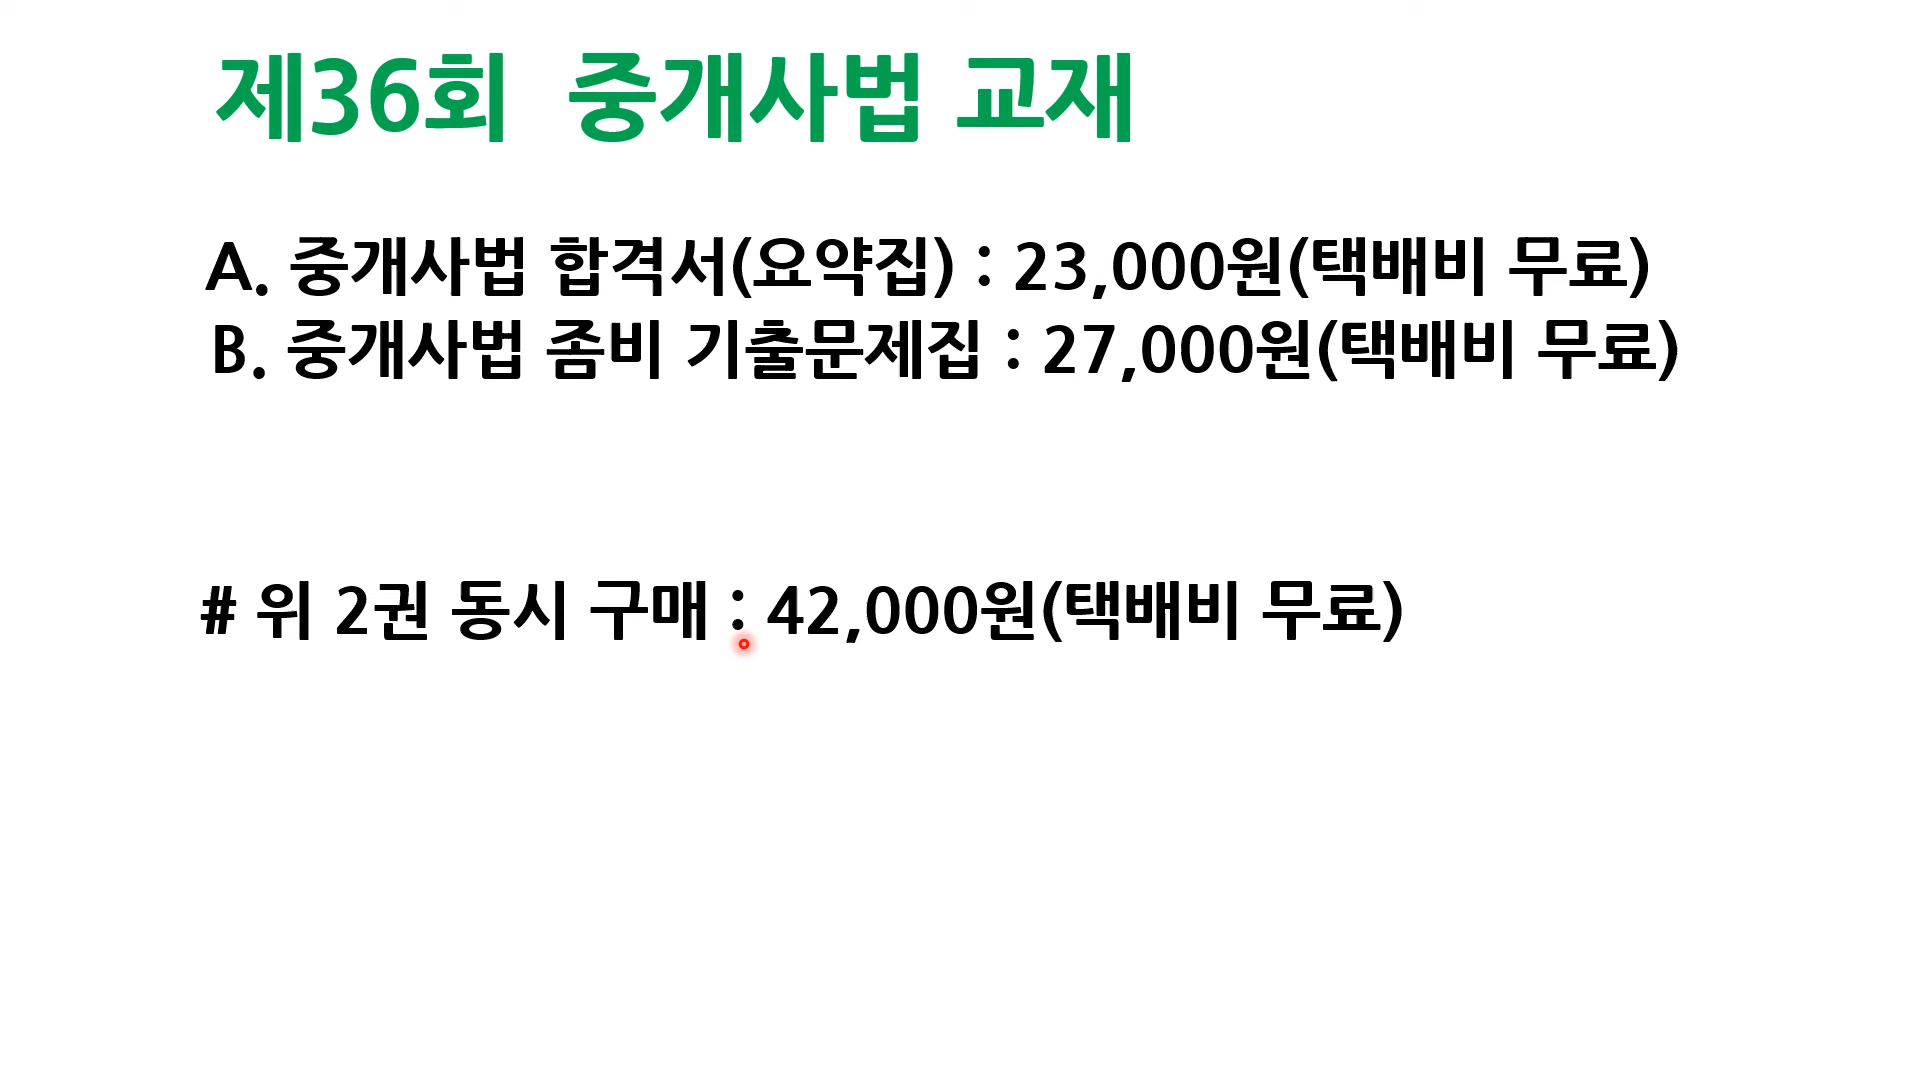 제36회 중개사법 교재
A. 중개사법 합격서(요약집) : 23,000원(택배비 무료)
B. 중개사법 좀비 기출문제집 : 27,000원(택배비 무료)
# 위 2권 동시 구매 : 42,000원(택배비 무료)